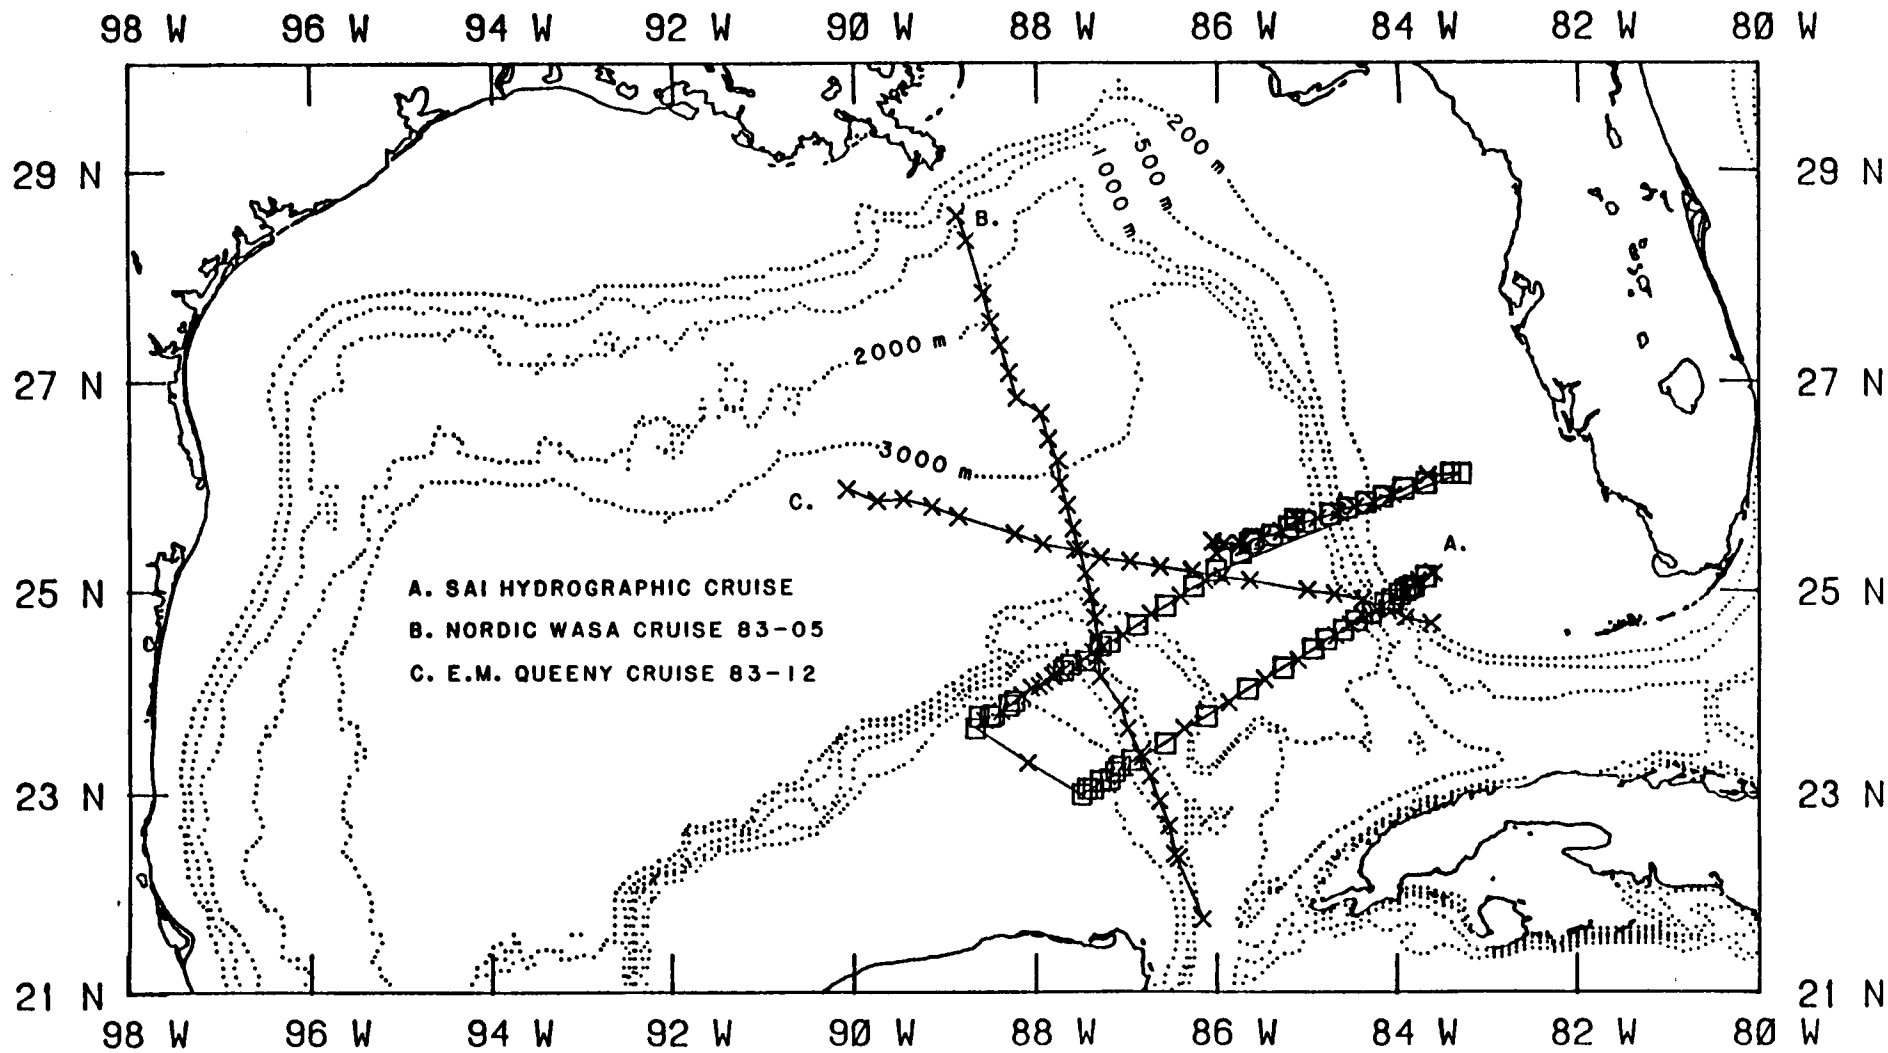 98 W 96 W 94 W 92 W 90 W 88 W 86 W 84 W 82 W 80 W
200 m
500 m
1000 m
29 N 29 N
B.
2000 m
27 N 27 N
3000 m
C.
A.
25 N 25 N
A. SAI HYDROGRAPHIC CRUISE
B. NORDIC WASA CRUISE 83-05
C. E.M. QUEENY CRUISE 83-12
23 N 23 N
21 N 21 N
98 W 96 W 94 W 92 W 90 W 88 W 86 W 84 W 82 W 80 W